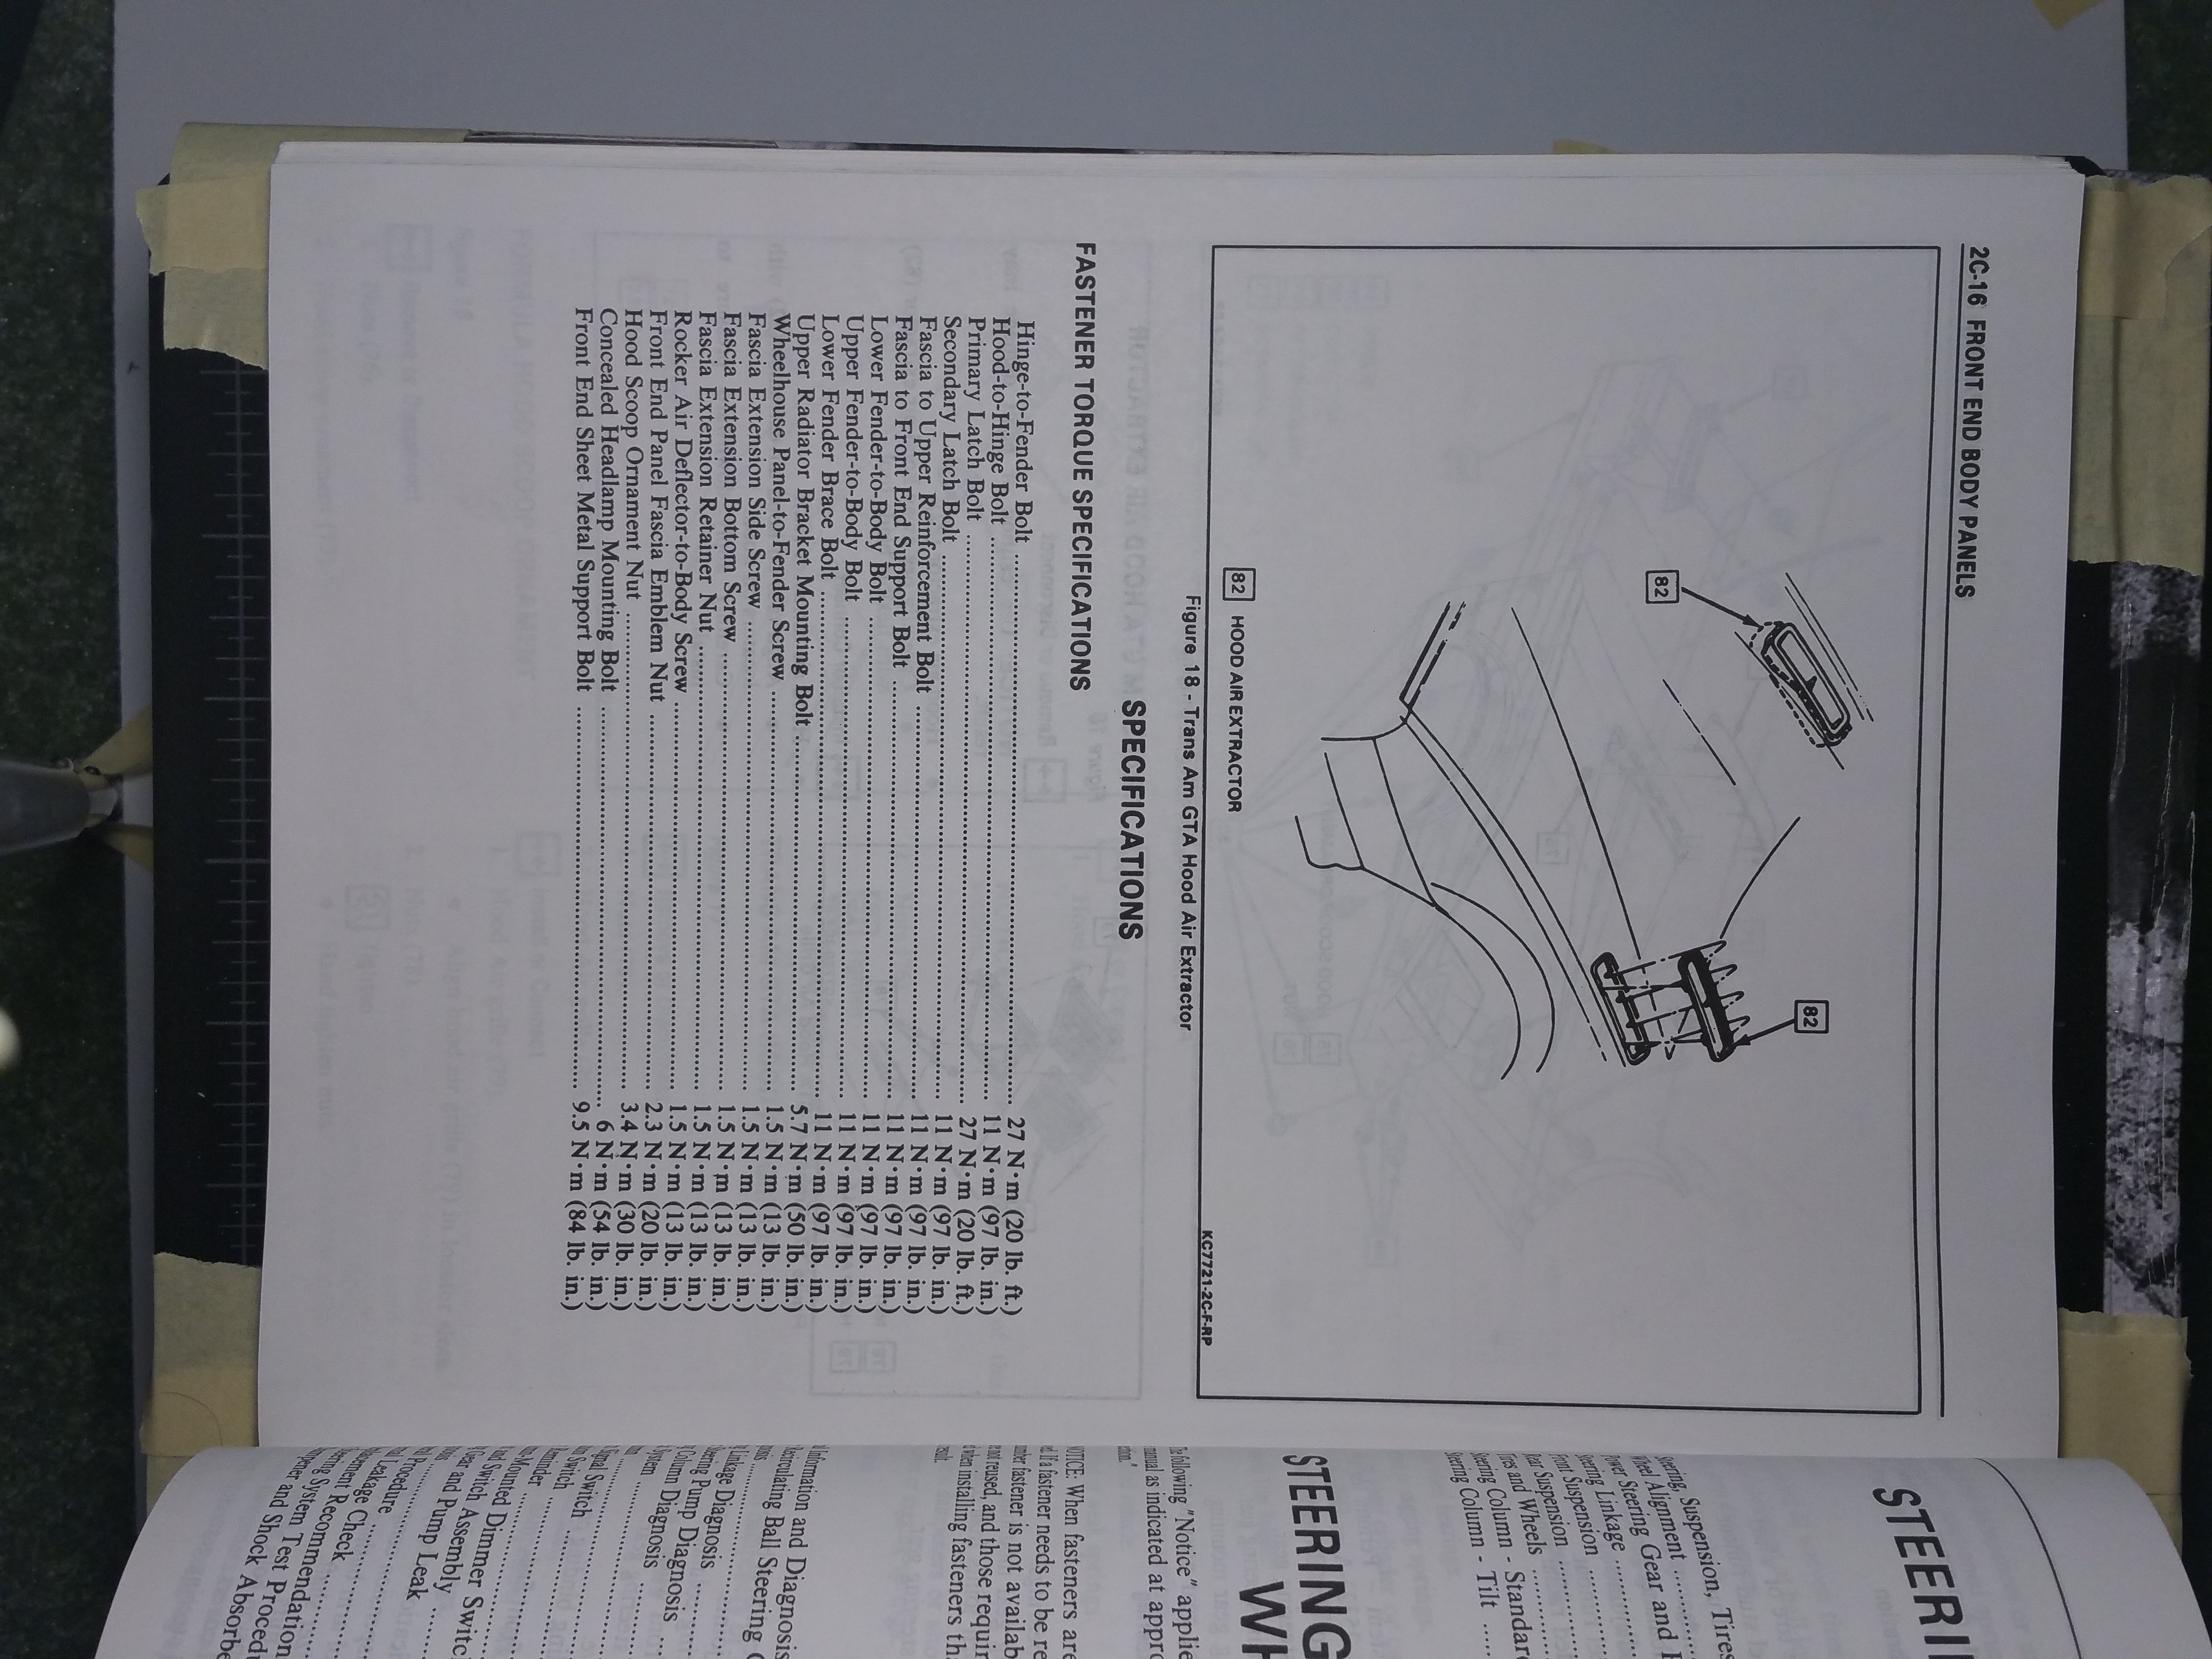 2C-16 FRONT END BODY PANELS
82
82
82 HOOD AIR EXTRACTOR
KC7721-2C-F-RP
Figure 18 - Trans Am GTA Hood Air Extractor
SPECIFICATIONS
FASTENER TORQUE SPECIFICATIONS
Hinge-to-Fender Bolt ........ 27 N·m (20 lb. ft.)
Hood-to-Hinge Bolt ........ 11 N·m (97 lb. in.)
Primary Latch Bolt ........ 27 N·m (20 lb. ft.)
Secondary Latch Bolt ........ 11 N·m (97 lb. in.)
Fascia to Upper Reinforcement Bolt ........ 11 N·m (97 lb. in.)
Fascia to Front End Support Bolt ........ 11 N·m (97 lb. in.)
Lower Fender-to-Body Bolt ........ 11 N·m (97 lb. in.)
Upper Fender-to-Body Bolt ........ 11 N·m (97 lb. in.)
Lower Fender Brace Bolt ........ 11 N·m (97 lb. in.)
Upper Radiator Bracket Mounting Bolt ........ 5.7 N·m (50 lb. in.)
Wheelhouse Panel-to-Fender Screw ........ 1.5 N·m (13 lb. in.)
Fascia Extension Side Screw ........ 1.5 N·m (13 lb. in.)
Fascia Extension Bottom Screw ........ 1.5 N·m (13 lb. in.)
Fascia Extension Retainer Nut ........ 1.5 N·m (13 lb. in.)
Rocker Air Deflector-to-Body Screw ........ 1.5 N·m (13 lb. in.)
Front End Panel Fascia Emblem Nut ........ 2.3 N·m (20 lb. in.)
Hood Scoop Ornament Nut ........ 3.4 N·m (30 lb. in.)
Concealed Headlamp Mounting Bolt ........ 6 N·m (54 lb. in.)
Front End Sheet Metal Support Bolt ........ 9.5 N·m (84 lb. in.)
Steering, Suspension, Tires
Wheel Alignment ........
Power Steering Gear and
Steering Linkage ........
Front Suspension ........
Rear Suspension ........
Tires and Wheels ........
Steering Column - Standard
Steering Column - Tilt ........
STEERING
The following "Notice" applie
manual as indicated at appro
NOTICE: When fasteners are
If a fastener needs to be re
number fastener is not availab
not reused, and those requir
when installing fasteners th
result.
Information and Diagnosis
Recirculating Ball Steering
Linkage Diagnosis ........
Steering Pump Diagnosis ........
Column Diagnosis ........
System Diagnosis ........
Signal Switch ........
Switch ........
Mounted Dimmer Switch
Gear and Pump Leak
Procedure ........
Leakage Check ........
Element Recheck ........
System Recommendation
and Test Procedu
and Shock Absorbe